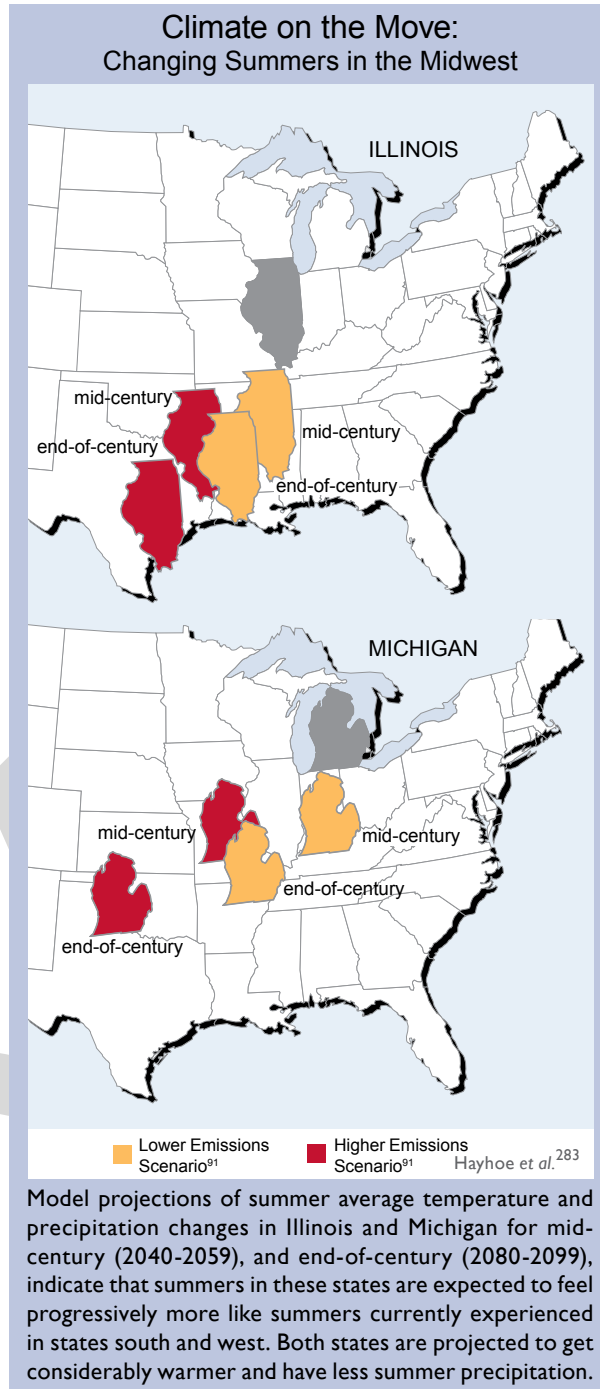 Climate on the Move:
Changing Summers in the Midwest
ILLINOIS
mid-century
end-of-century
mid-century
end-of-century
MICHIGAN
mid-century
mid-century
end-of-century
end-of-century
Lower Emissions
Scenario⁹¹
Higher Emissions
Scenario⁹¹
Hayhoe et al.²⁸³
Model projections of summer average temperature and
precipitation changes in Illinois and Michigan for mid-
century (2040-2059), and end-of-century (2080-2099),
indicate that summers in these states are expected to feel
progressively more like summers currently experienced
in states south and west. Both states are projected to get
considerably warmer and have less summer precipitation.